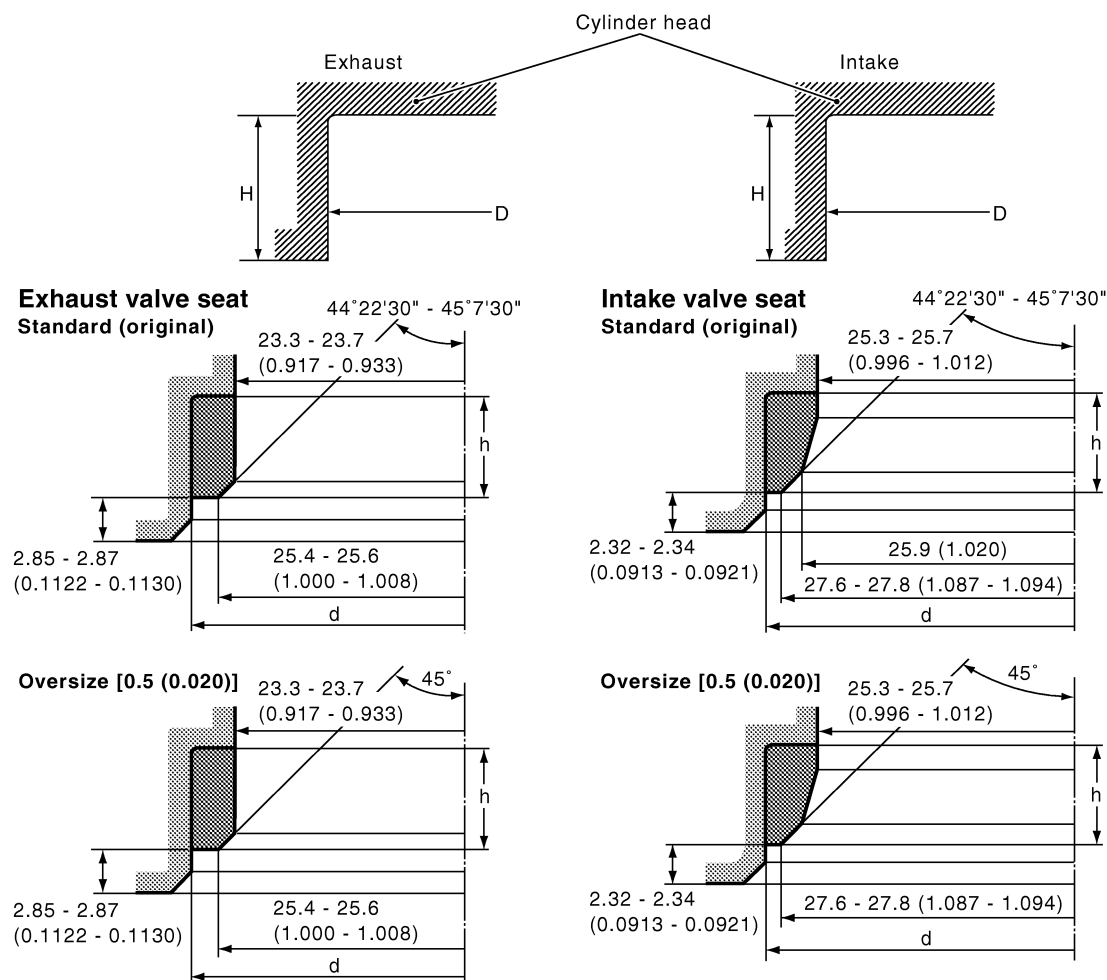 Cylinder head
Exhaust
Intake
H
D
H
D
Exhaust valve seat
Standard (original)
44°22'30" - 45°7'30"
23.3 - 23.7
(0.917 - 0.933)
h
2.85 - 2.87
(0.1122 - 0.1130)
25.4 - 25.6
(1.000 - 1.008)
d
Intake valve seat
Standard (original)
44°22'30" - 45°7'30"
25.3 - 25.7
(0.996 - 1.012)
h
2.32 - 2.34
(0.0913 - 0.0921)
25.9 (1.020)
27.6 - 27.8 (1.087 - 1.094)
d
Oversize [0.5 (0.020)]
45°
23.3 - 23.7
(0.917 - 0.933)
h
2.85 - 2.87
(0.1122 - 0.1130)
25.4 - 25.6
(1.000 - 1.008)
d
Oversize [0.5 (0.020)]
45°
25.3 - 25.7
(0.996 - 1.012)
h
2.32 - 2.34
(0.0913 - 0.0921)
27.6 - 27.8 (1.087 - 1.094)
d